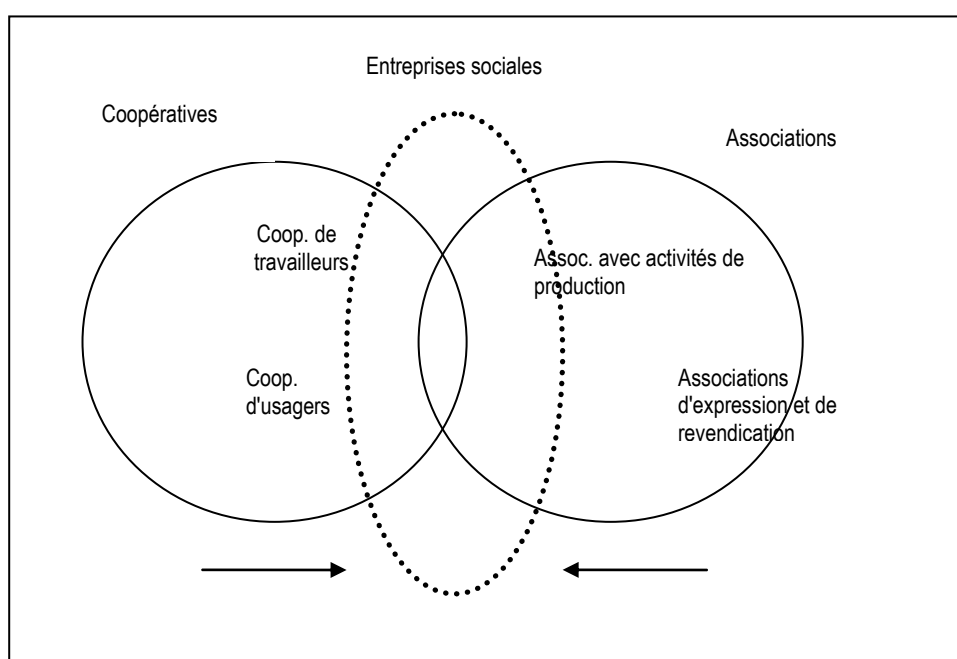 Entreprises sociales
Coopératives
Associations
Coop. de
travailleurs
Assoc. avec activités de
production
Coop.
d'usagers
Associations
d'expression et de
revendication